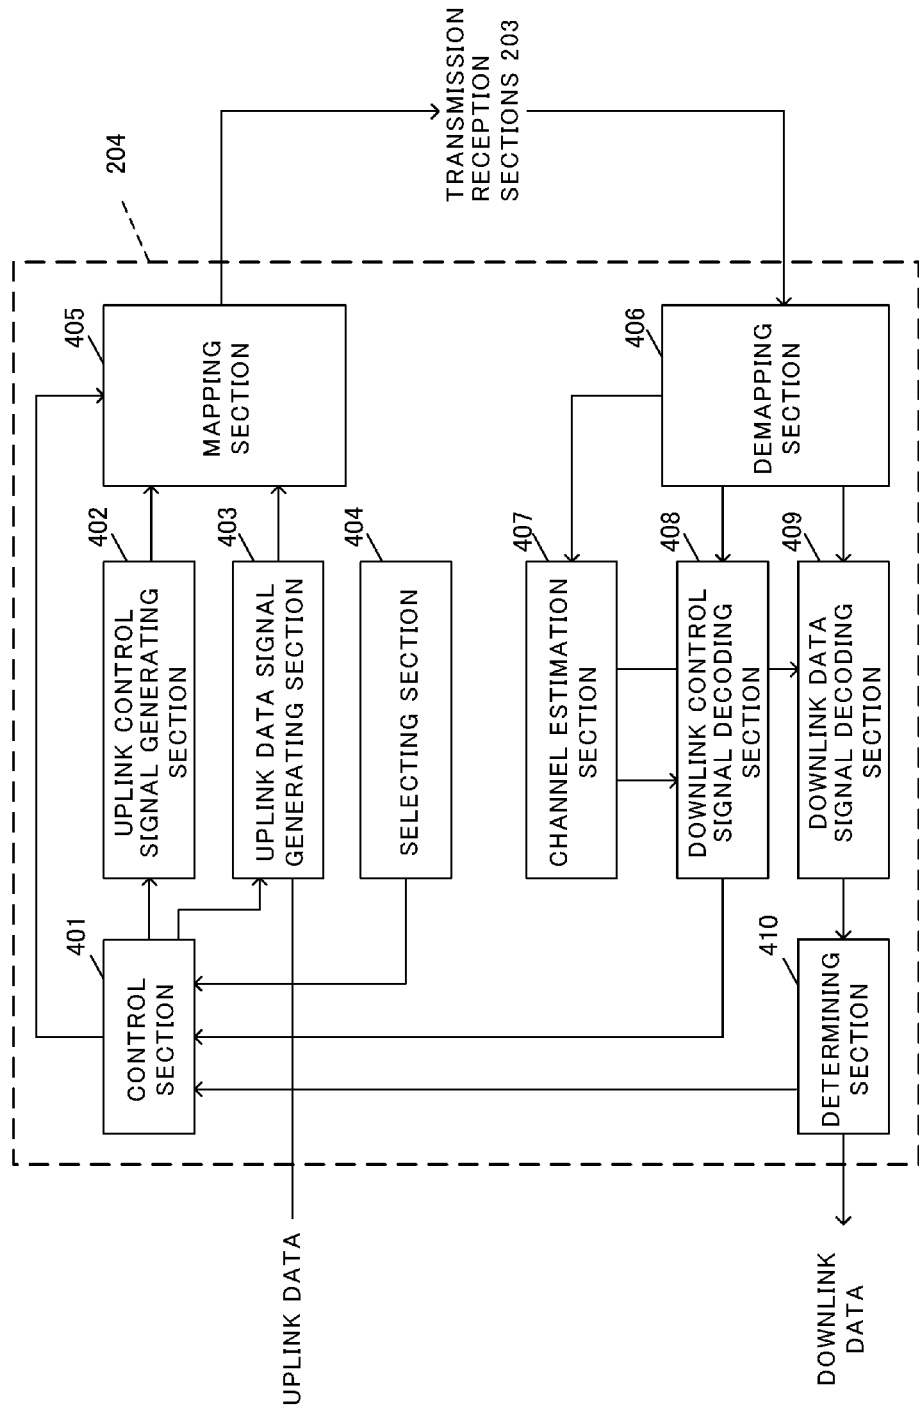 204
TRANSMISSION
RECEPTION
SECTIONS 203
405
MAPPING
SECTION
406
DEMAPPING
SECTION
402
UPLINK CONTROL
SIGNAL GENERATING
SECTION
403
UPLINK DATA SIGNAL
GENERATING SECTION
404
SELECTING SECTION
407
CHANNEL ESTIMATION
SECTION
408
DOWNLINK CONTROL
SIGNAL DECODING
SECTION
409
DOWNLINK DATA
SIGNAL DECODING
SECTION
401
CONTROL
SECTION
410
DETERMINING
SECTION
UPLINK DATA
DOWNLINK
DATA